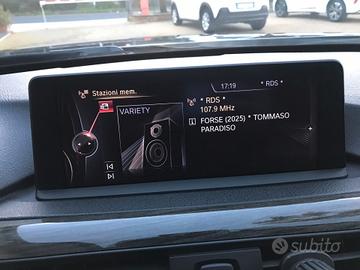 Stazioni mem.
17:19
* RDS *
VARIETY
* RDS *
107.9 MHz
FORSE (2025) * TOMMASO
PARADISO
subito